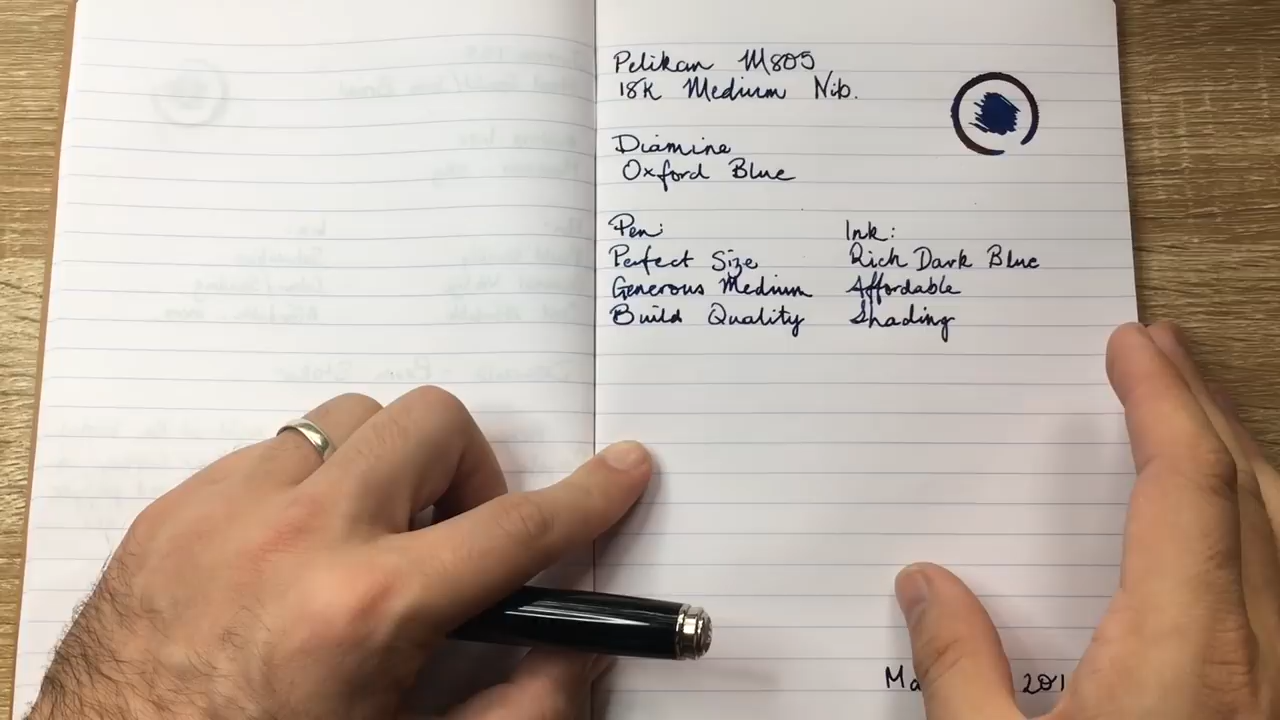 Pelikan M805
18K Medium Nib.
Diamine
Oxford Blue
Pen: Ink:
Perfect Size Rich Dark Blue
Generous Medium Affordable
Build Quality Shading